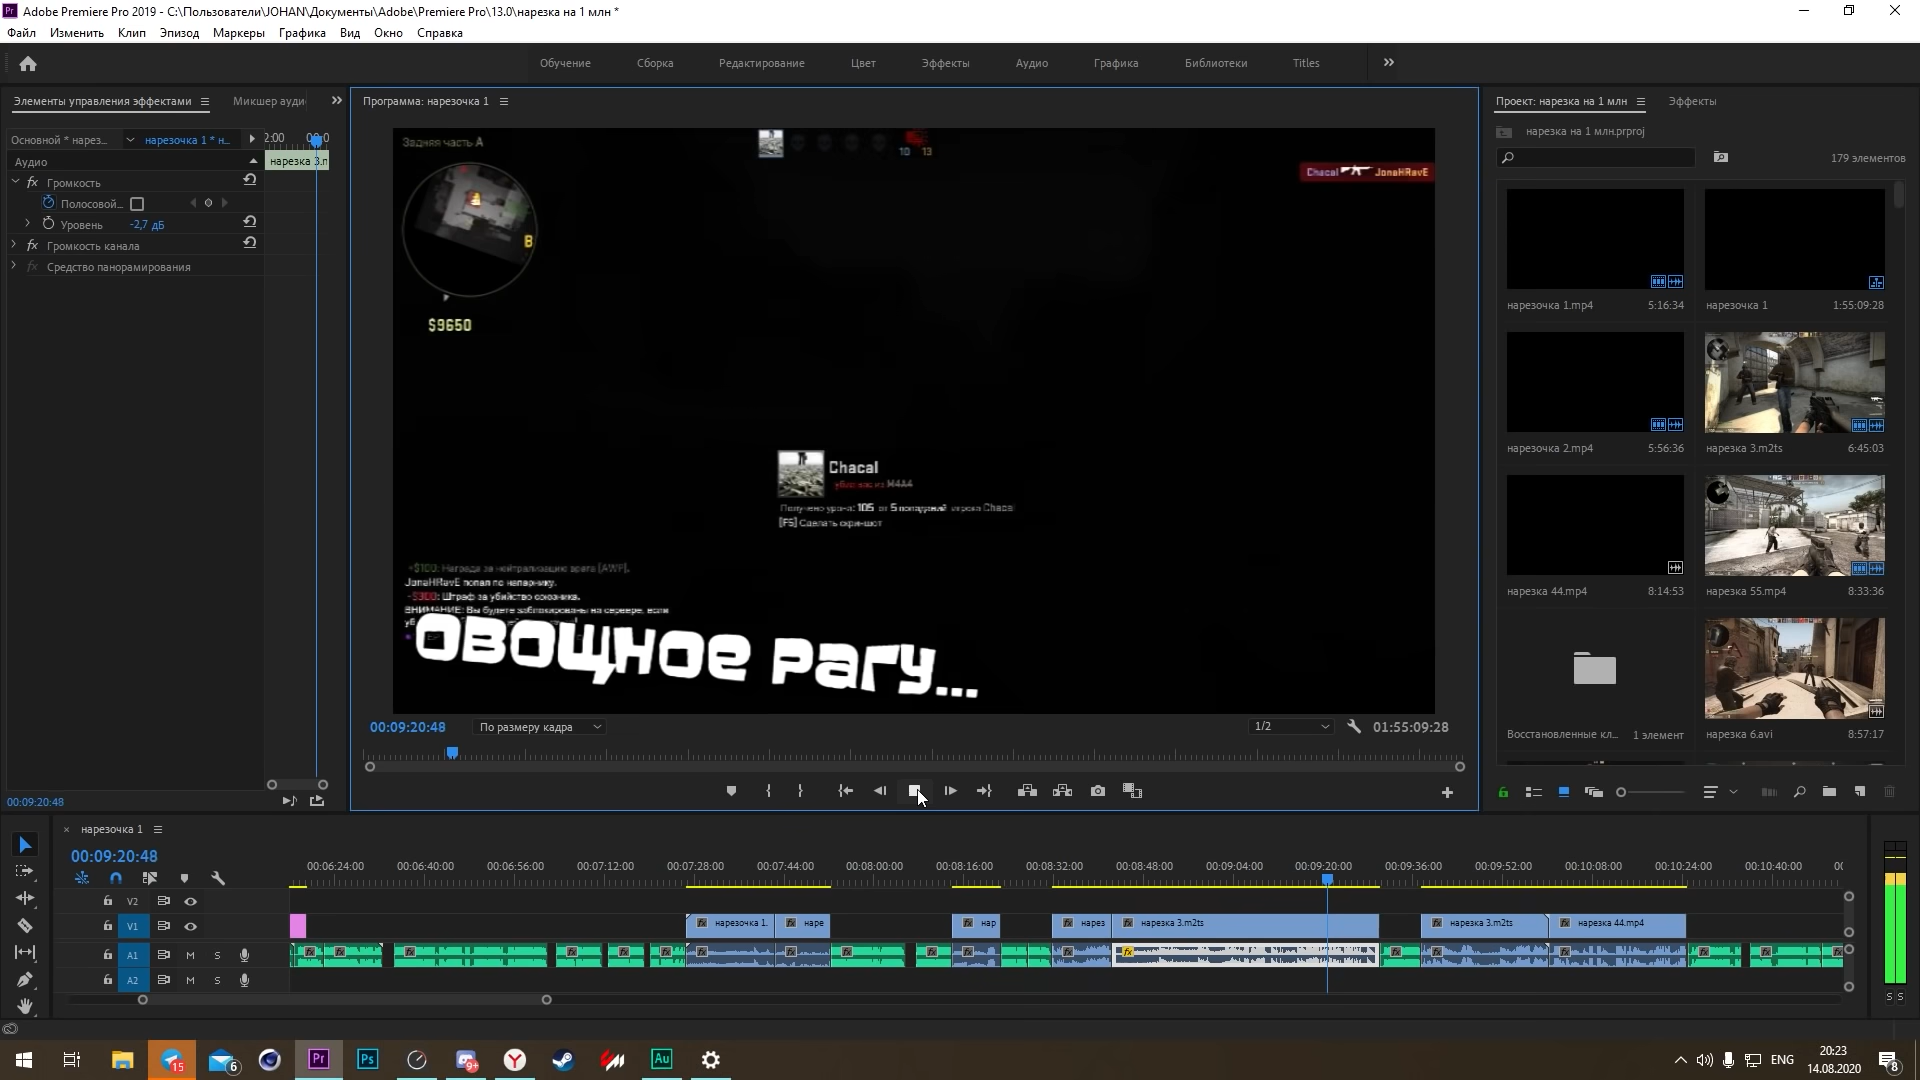 Adobe Premiere Pro 2019 - C:\Пользователи\JOHAN\Документы\Adobe\Premiere Pro\13.0\нарезка на 1 млн *
Файл Изменить Клип Эпизод Маркеры Графика Вид Окно Справка
Обучение Сборка Редактирование Цвет Эффекты Аудио Графика Библиотеки Titles
Элементы управления эффектами Микшер ауди
Программа: нарезочка 1
Проект: нарезка на 1 млн Эффекты
нарезка на 1 млн.prproj
179 элементов
Основной * нарез... нарезочка 1 * н...
Аудио нарезка 3.m
fx Громкость
Полосовой...
Уровень -2,7 дБ
fx Громкость канала
fx Средство панорамирования
00:09:20:48
Задняя часть А
10 13
Chacal JonaHRavE
B
$9650
Chacal
убил вас из M4A4
Получено урона: 105 от 5 попаданий игрока Chacal
[F5] Сделать скриншот
+$100: Награда за нейтрализацию врага (AWP).
JonaHRavE попал по напарнику.
-$300: Штраф за убийство союзника.
ВНИМАНИЕ: Вы будете заблокированы на сервере, если
овощное рагу...
00:09:20:48 По размеру кадра 1/2 01:55:09:28
нарезочка 1.mp4 5:16:34
нарезочка 1 1:55:09:28
нарезочка 2.mp4 5:56:36
нарезка 3.m2ts 6:45:03
нарезка 44.mp4 8:14:53
нарезка 55.mp4 8:33:36
Восстановленные кл... 1 элемент
нарезка 6.avi 8:57:17
нарезочка 1
00:09:20:48
00:06:24:00 00:06:40:00 00:06:56:00 00:07:12:00 00:07:28:00 00:07:44:00 00:08:00:00 00:08:16:00 00:08:32:00 00:08:48:00 00:09:04:00 00:09:20:00 00:09:36:00 00:09:52:00 00:10:08:00 00:10:24:00 00:10:40:00
V2
V1 нарезочка 1. наре нар нарез нарезка 3.m2ts нарезка 3.m2ts нарезка 44.mp4
A1 M S
A2 M S
S S
15 6 Pr Ps 9+ Au
ENG
20:23
14.08.2020
8